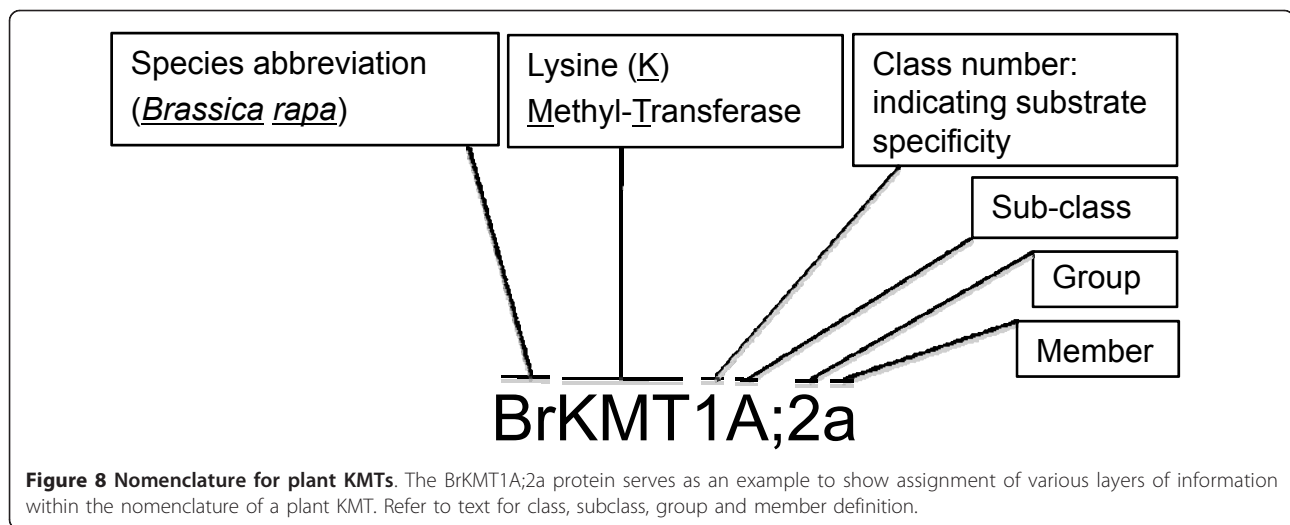 Species abbreviation
(Brassica rapa)
Lysine (K)
Methyl-Transferase
Class number:
indicating substrate
specificity
Sub-class
Group
Member
BrKMT1A;2a
Figure 8 Nomenclature for plant KMTs. The BrKMT1A;2a protein serves as an example to show assignment of various layers of information
within the nomenclature of a plant KMT. Refer to text for class, subclass, group and member definition.